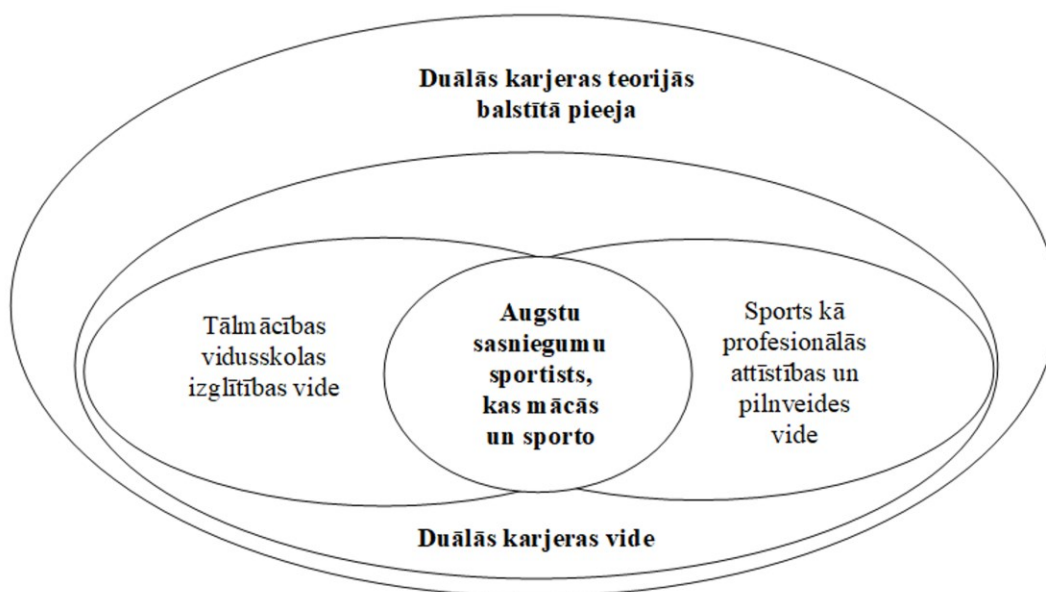 Duālās karjeras teorijās
balstītā pieeja
Tālmācības
vidusskolas
izglītības vide
Augstu
sasniegumu
sportists,
kas mācās
un sporto
Sports kā
profesionālās
attīstības un
pilnveides
vide
Duālās karjeras vide